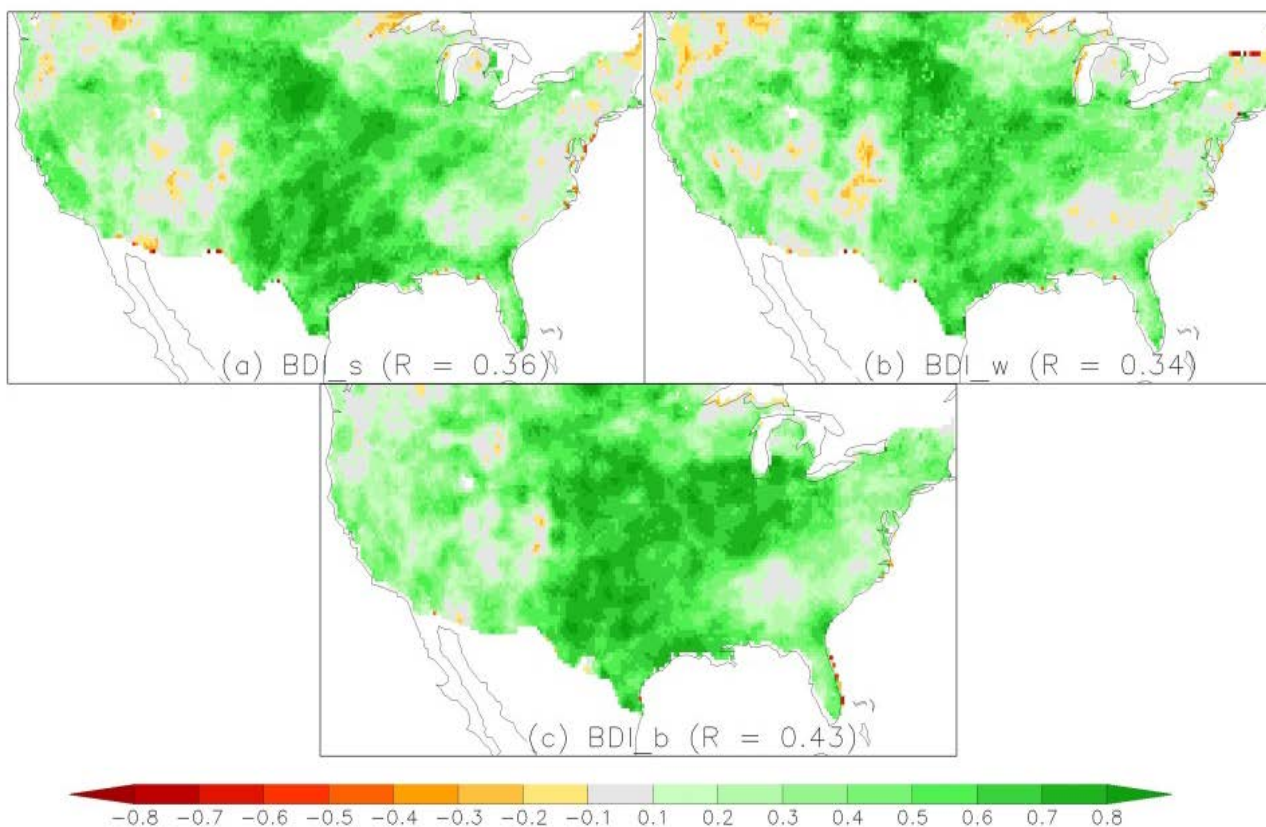 (a) BDI_s (R = 0.36)
(b) BDI_w (R = 0.34)
(c) BDI_b (R = 0.43)
−0.8 −0.7 −0.6 −0.5 −0.4 −0.3 −0.2 −0.1 0.1 0.2 0.3 0.4 0.5 0.6 0.7 0.8